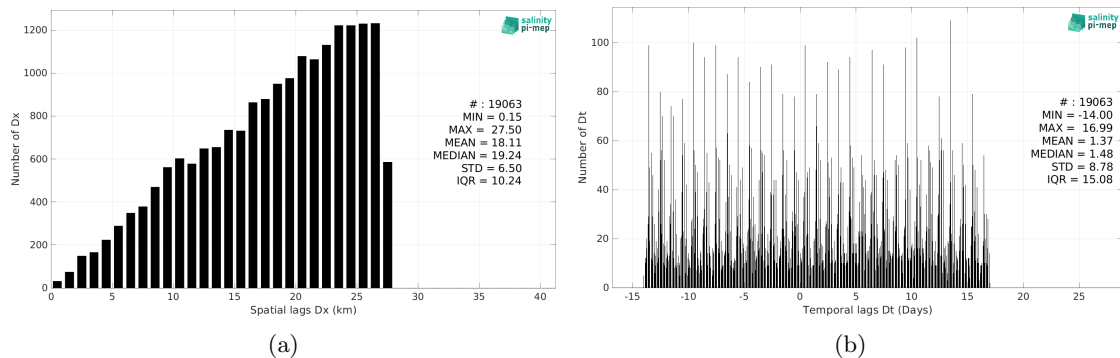 salinity
pi-mep
1200
1000
800
600
400
200
0
0 5 10 15 20 25 30 35 40
Number of Dx
Spatial lags Dx (km)
# : 19063
MIN = 0.15
MAX = 27.50
MEAN = 18.11
MEDIAN = 19.24
STD = 6.50
IQR = 10.24
(a)
salinity
pi-mep
100
80
60
40
20
0
-15 -10 -5 0 5 10 15 20 25
Number of Dt
Temporal lags Dt (Days)
# : 19063
MIN = -14.00
MAX = 16.99
MEAN = 1.37
MEDIAN = 1.48
STD = 8.78
IQR = 15.08
(b)